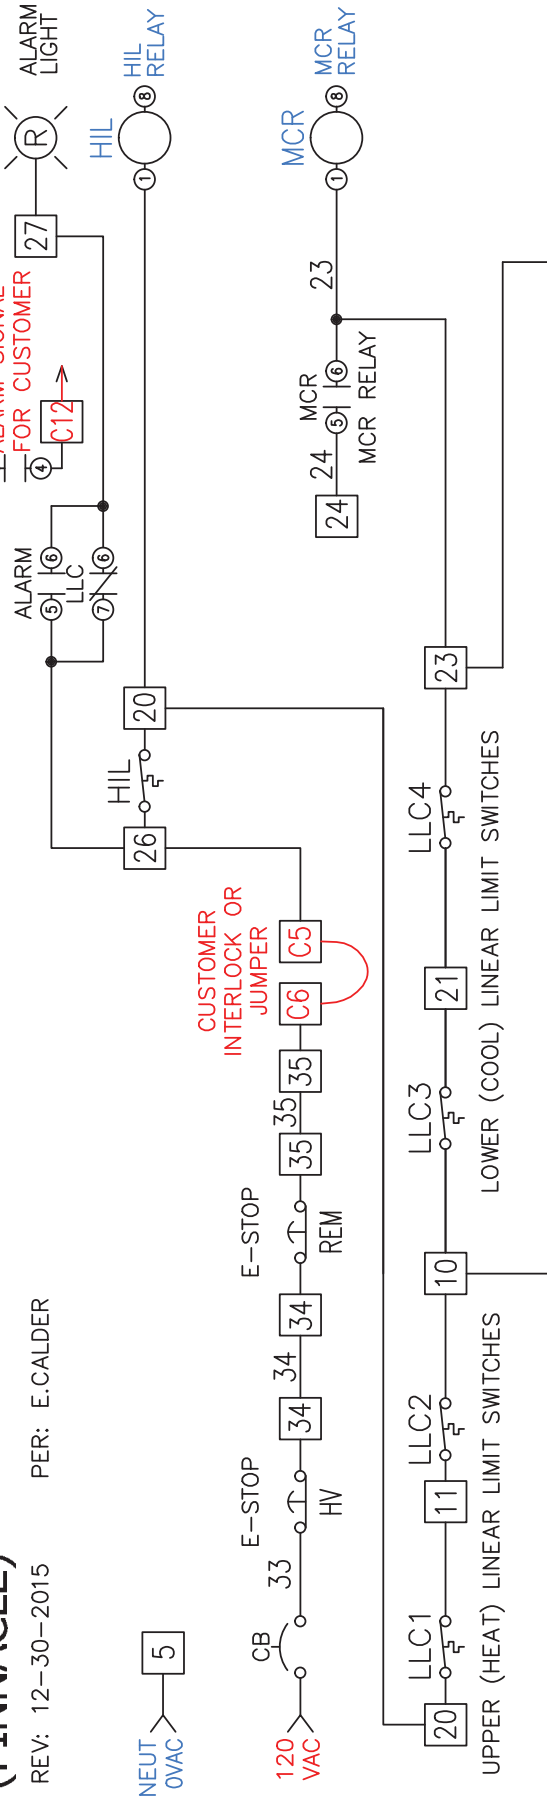 REV: 12-30-2015
PER: E.CALDER
NEUT
0VAC
5
120
VAC
CB
33
E-STOP
HV
34
34
34
E-STOP
REM
35
35
35
CUSTOMER
INTERLOCK OR
JUMPER
C6
C5
26
HIL
20
1
HIL
8
HIL
RELAY
ALARM
5
6
LLC
7
6
4
C12
FOR CUSTOMER
27
R
ALARM
LIGHT
24
24
5
MCR
6
MCR RELAY
23
1
MCR
8
MCR
RELAY
20
LLC1
11
LLC2
UPPER (HEAT) LINEAR LIMIT SWITCHES
10
LLC3
21
LLC4
LOWER (COOL) LINEAR LIMIT SWITCHES
23